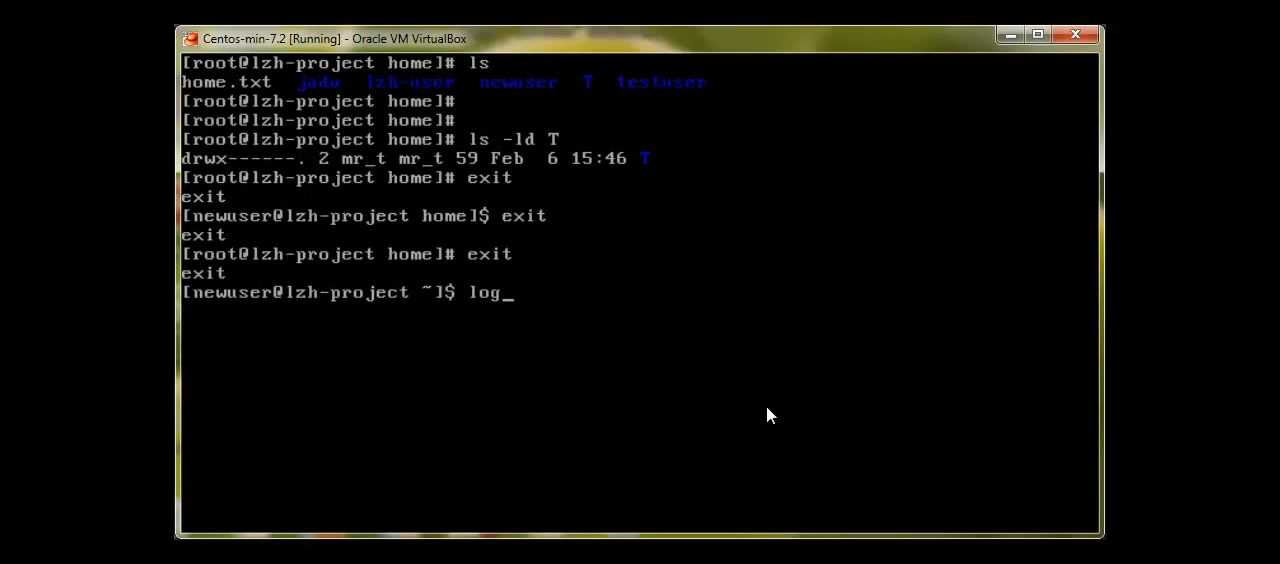 Centos-min-7.2 [Running] - Oracle VM VirtualBox
[root@lzh-project home]# ls
home.txt jadu lzh-user newuser T testuser
[root@lzh-project home]#
[root@lzh-project home]#
[root@lzh-project home]# ls -ld T
drwx------. 2 mr_t mr_t 59 Feb  6 15:46 T
[root@lzh-project home]# exit
exit
[newuser@lzh-project home]$ exit
exit
[root@lzh-project home]# exit
exit
[newuser@lzh-project ~]$ log_